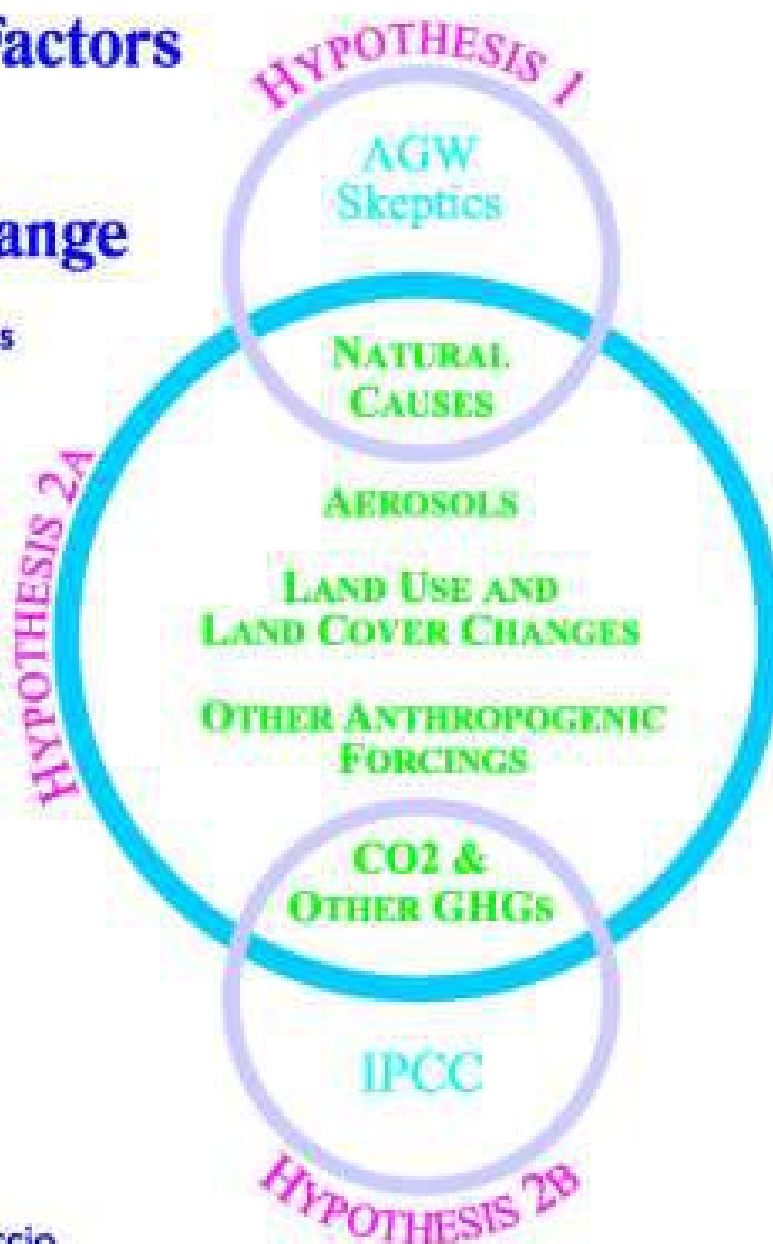 factors
ange
s
HYPOTHESIS 1
AGW
Skeptics
NATURAL
CAUSES
HYPOTHESIS 2A
AEROSOLS
LAND USE AND
LAND COVER CHANGES
OTHER ANTHROPOGENIC
FORCINGS
CO2 &
OTHER GHGS
IPCC
HYPOTHESIS 2B
ccio